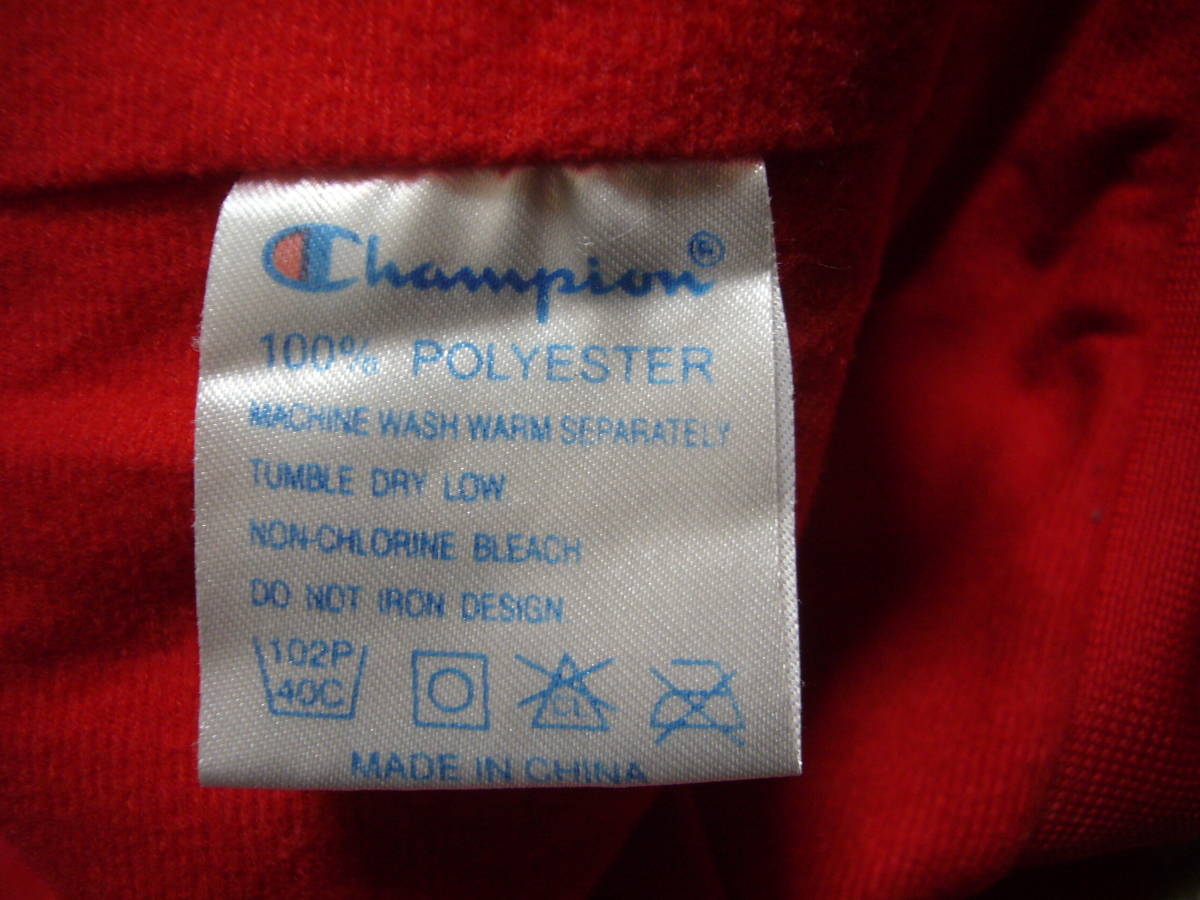 Champion®
100% POLYESTER
MACHINE WASH WARM SEPARATELY
TUMBLE DRY LOW
NON-CHLORINE BLEACH
DO NOT IRON DESIGN
102P
40C
CL
MADE IN CHINA